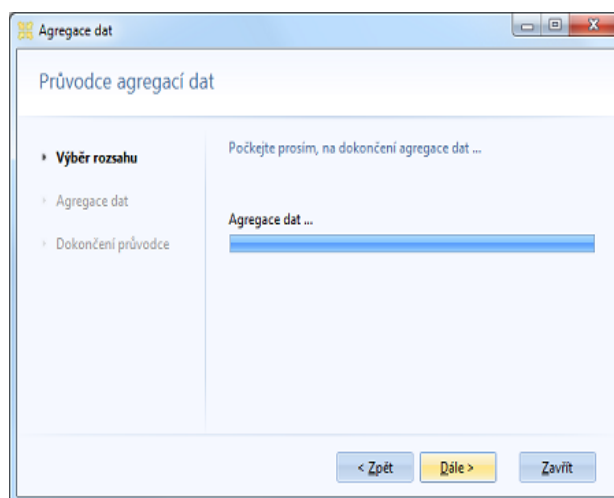 Agregace dat
Průvodce agregací dat
Výběr rozsahu
Agregace dat
Dokončení průvodce
Počkejte prosím, na dokončení agregace dat ...
Agregace dat ...
< Zpět
Dále >
Zavřít